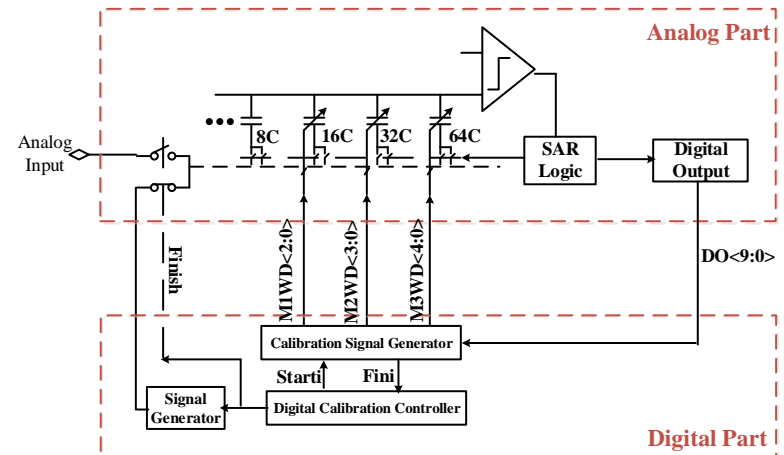 Analog Part
8C
16C
32C
64C
Analog
Input
SAR
Logic
Digital
Output
Finish
M1WD<2:0>
M2WD<3:0>
M3WD<4:0>
DO<9:0>
Calibration Signal Generator
Starti
Fini
Signal
Generator
Digital Calibration Controller
Digital Part